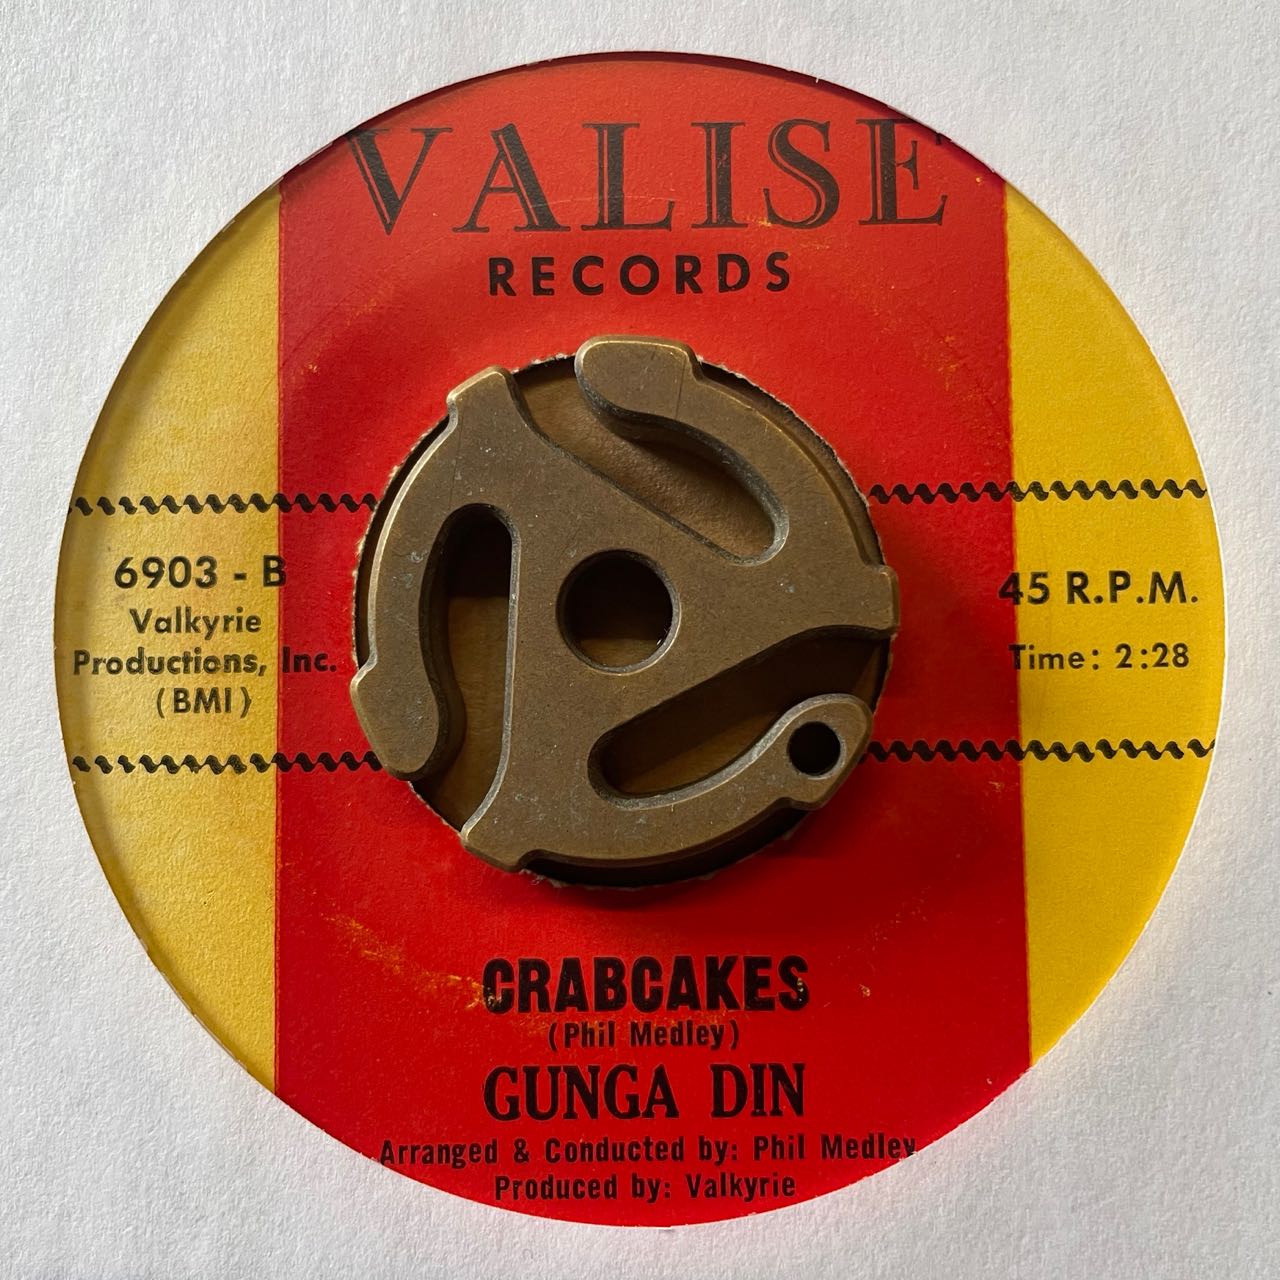 VALISE
RECORDS
6903 - B
Valkyrie
Productions, Inc.
(BMI)
45 R.P.M.
Time: 2:28
CRABCAKES
(Phil Medley)
GUNGA DIN
Arranged & Conducted by: Phil Medley
Produced by: Valkyrie